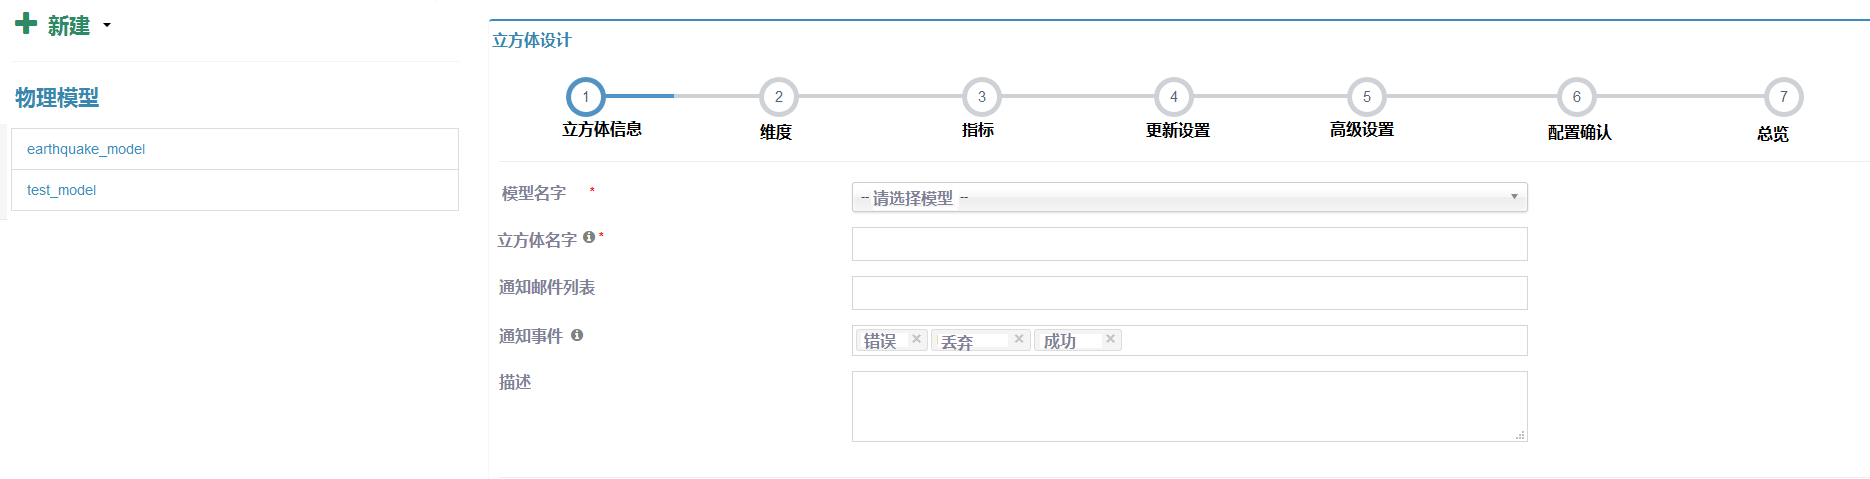 新建
物理模型
earthquake_model
test_model
立方体设计
1 2 3 4 5 6 7
立方体信息 维度 指标 更新设置 高级设置 配置确认 总览
模型名字 * -- 请选择模型 --
立方体名字 *
通知邮件列表
通知事件 错误 × 丢弃 × 成功 ×
描述